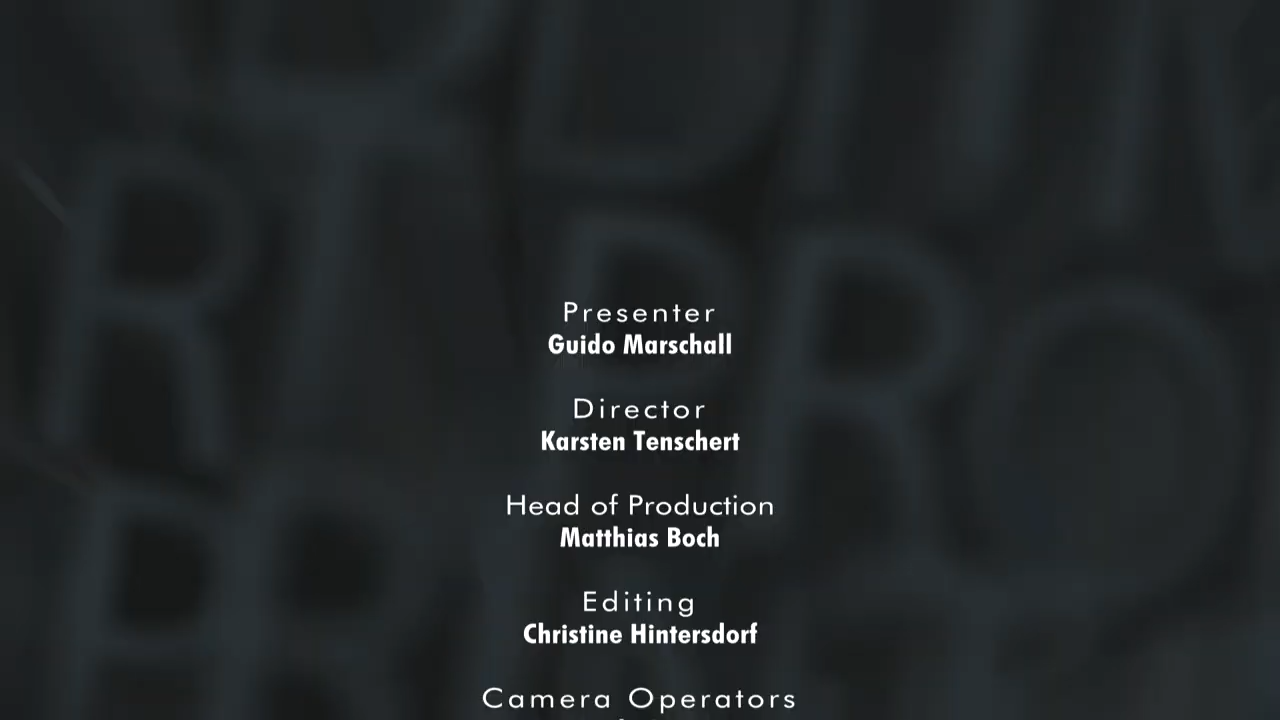 Presenter
Guido Marschall
Director
Karsten Tenschert
Head of Production
Matthias Boch
Editing
Christine Hintersdorf
Camera Operators